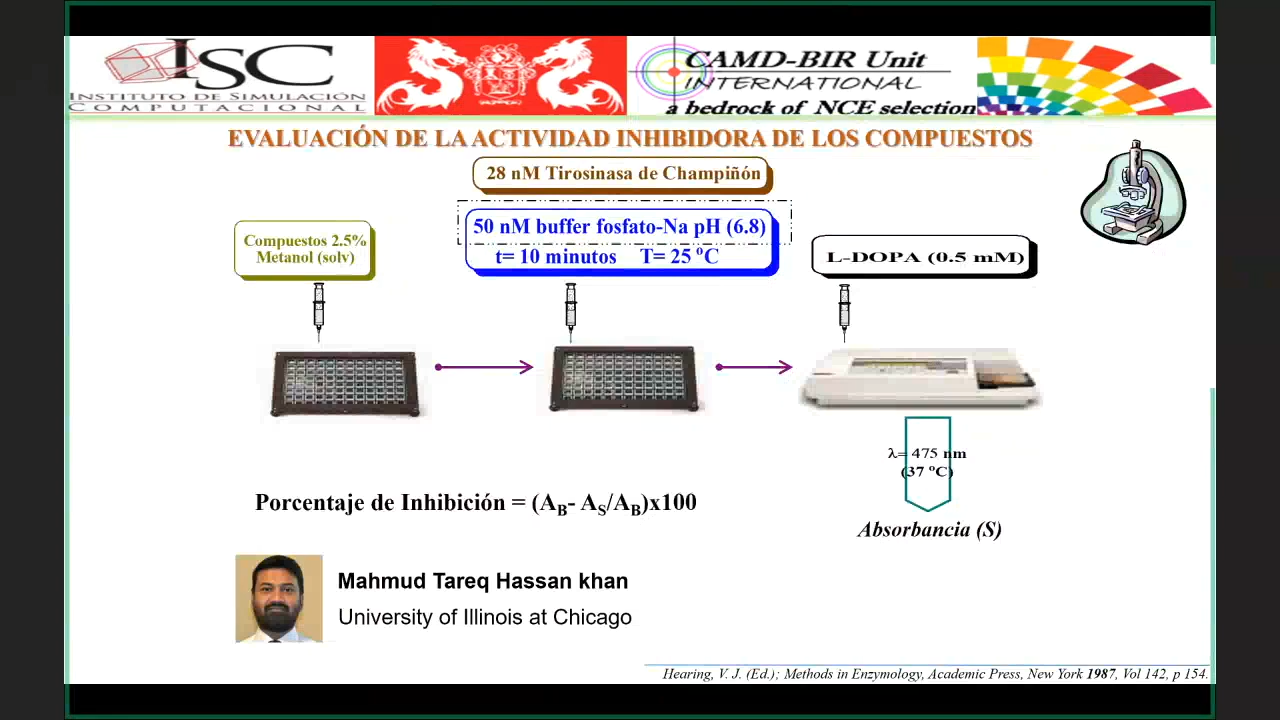 ISC
INSTITUTO DE SIMULACIÓN
COMPUTACIONAL
CAMD-BIR Unit
INTERNATIONAL
a bedrock of NCE selection
EVALUACIÓN DE LA ACTIVIDAD INHIBIDORA DE LOS COMPUESTOS
28 nM Tirosinasa de Champiñón
50 nM buffer fosfato-Na pH (6.8)
t= 10 minutos T= 25 ºC
Compuestos 2.5%
Metanol (solv)
L-DOPA (0.5 mM)
λ= 475 nm
(37 ºC)
Absorbancia (S)
Porcentaje de Inhibición = (AB- AS/AB)x100
Mahmud Tareq Hassan khan
University of Illinois at Chicago
Hearing, V. J. (Ed.); Methods in Enzymology, Academic Press, New York 1987, Vol 142, p 154.